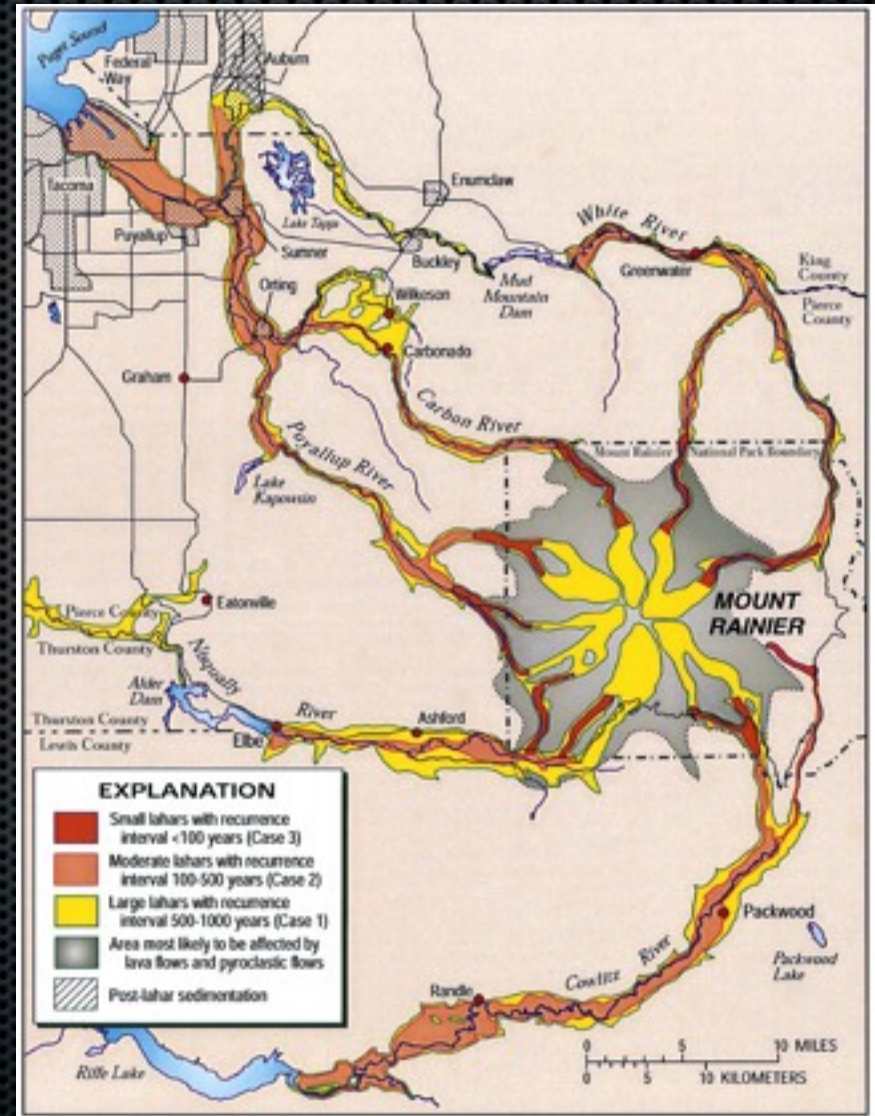 Puget Sound
Federal
Way
Auburn
Tacoma
Enumclaw
Lake Tapps
White River
Puyallup
Sumner
Buckley
Greenwater
King
County
Pierce
County
Mud
Mountain
Dam
Orting
Wilkeson
Carbonado
Graham
Carbon River
Puyallup River
Mount Rainier National Park Boundary
Lake
Kapowsin
MOUNT
RAINIER
Eatonville
Pierce County
Thurston County
Nisqually
River
Alder
Dam
Ashford
Thurston County
Lewis County
Elbe
EXPLANATION
Small lahars with recurrence
interval <100 years (Case 3)
Moderate lahars with recurrence
interval 100-500 years (Case 2)
Large lahars with recurrence
interval 500-1000 years (Case 1)
Area most likely to be affected by
lava flows and pyroclastic flows
Post-lahar sedimentation
Packwood
Packwood
Lake
Cowlitz River
Randle
Riffe Lake
0 5 10 MILES
0 5 10 KILOMETERS